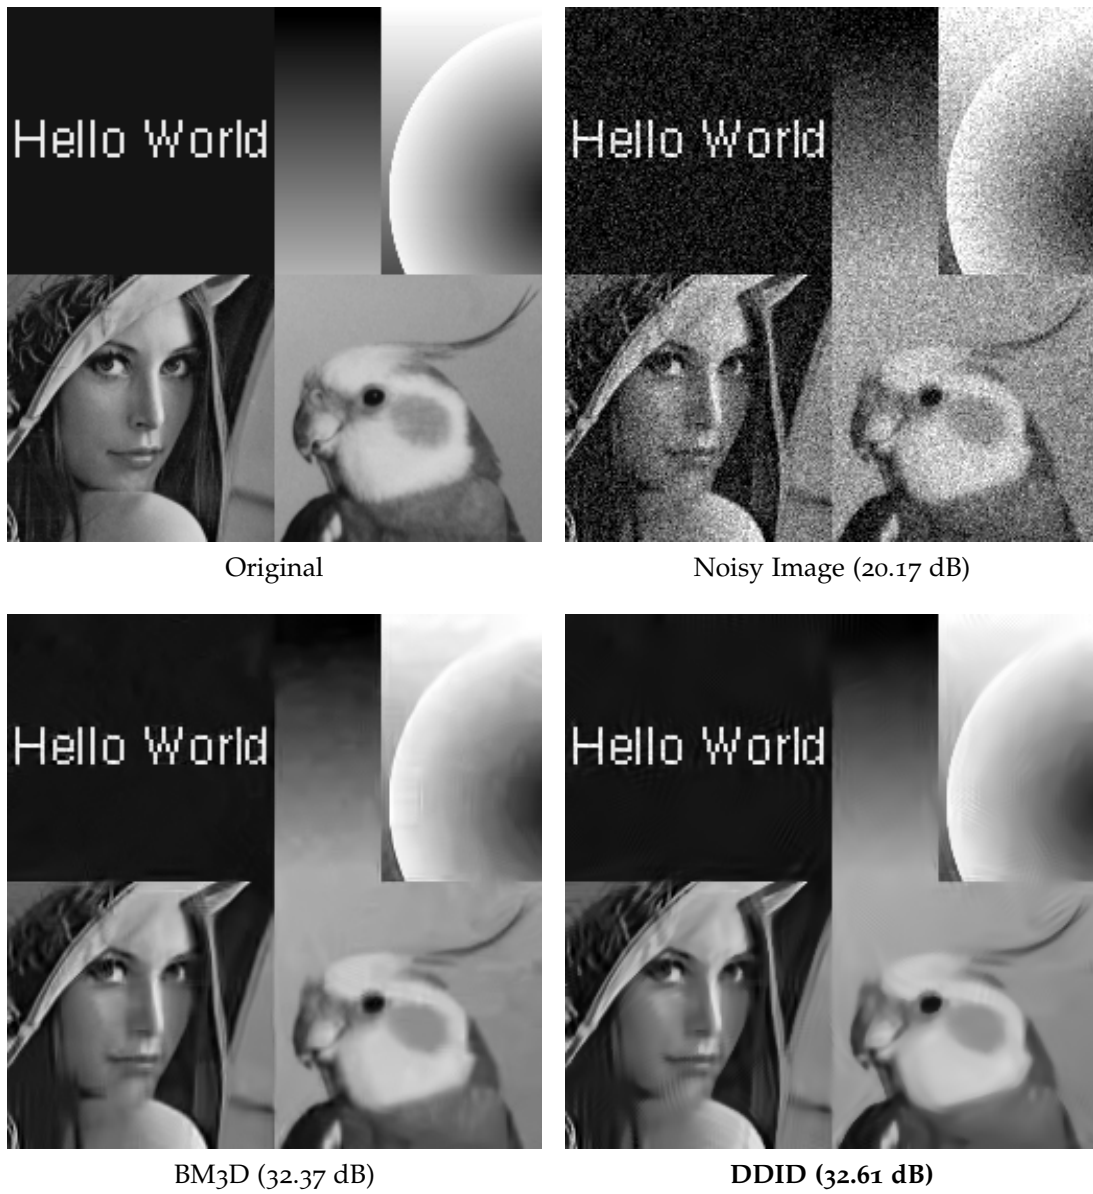 Hello World
Hello World
Original
Noisy Image (20.17 dB)
Hello World
Hello World
BM3D (32.37 dB)
DDID (32.61 dB)